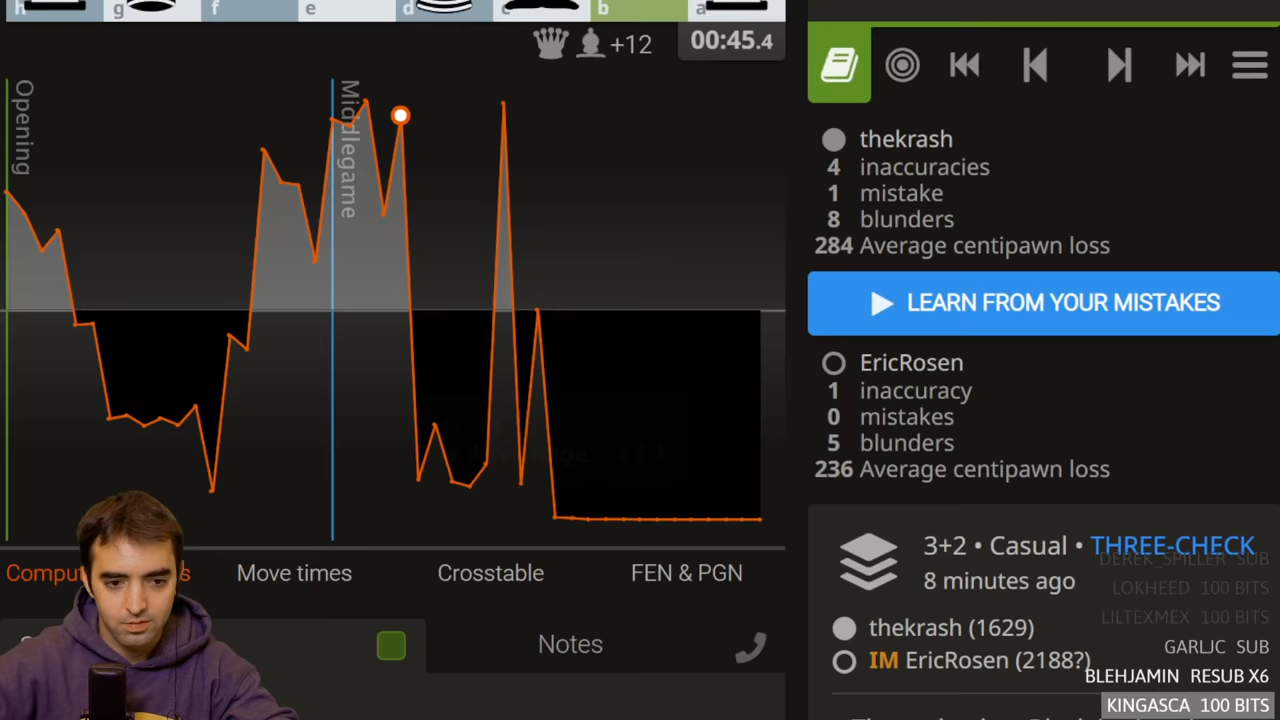 h g f e d c b a
+12 00:45.4
Opening
Middlegame
thekrash
4 inaccuracies
1 mistake
8 blunders
284 Average centipawn loss
LEARN FROM YOUR MISTAKES
EricRosen
1 inaccuracy
0 mistakes
5 blunders
236 Average centipawn loss
3+2 • Casual • THREE-CHECK
8 minutes ago
thekrash (1629)
IM EricRosen (2188?)
Move times
Crosstable
FEN & PGN
Notes
DEREK_SPILLER SUB
LOKHEED 100 BITS
LILTEXMEX 100 BITS
GARLJC SUB
BLEHJAMIN RESUB X6
KINGASCA 100 BITS